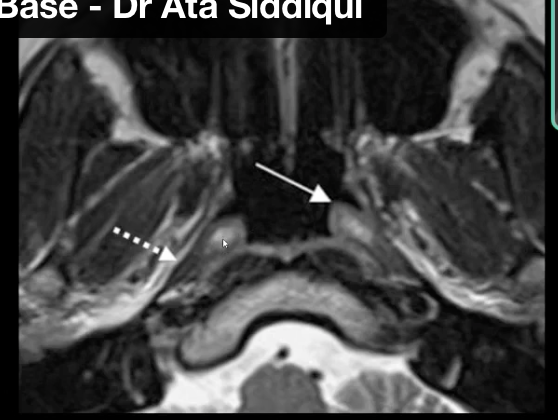 Base - Dr Ata Siddiqui